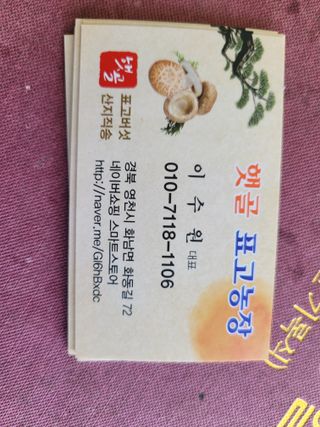 햇골
표고버섯
산지직송
햇골 표고농장
이수원 대표
010-7118-1106
경북 영천시 화남면 화동길 72
네이버쇼핑 스마트스토어
http://naver.me/Gl6hBxdc